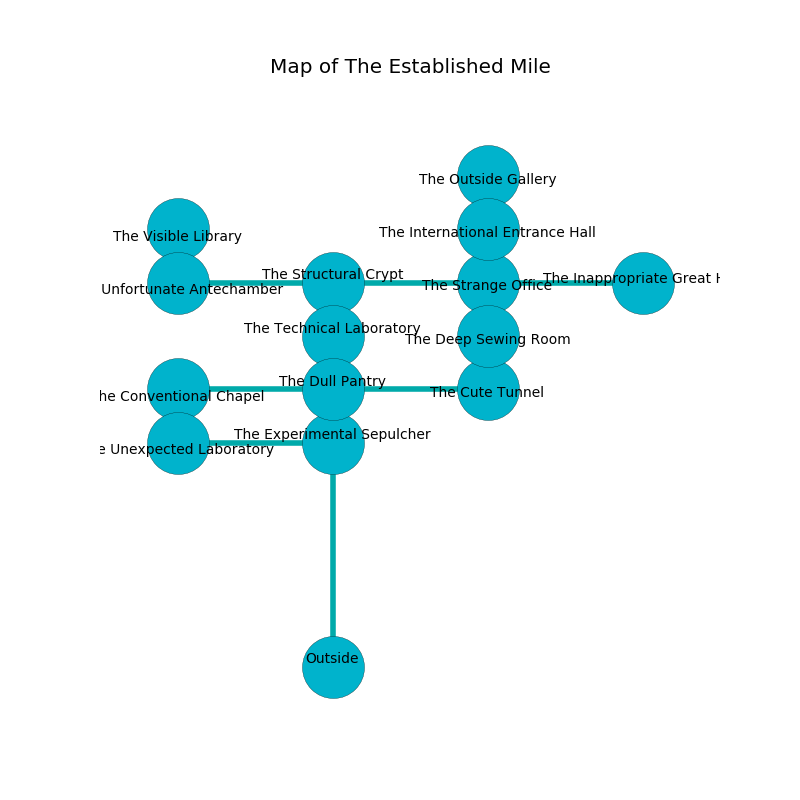 Map of The Established Mile
The Outside Gallery
The Visible Library
The International Entrance Hall
The Structural Crypt
The Inappropriate Great
Unfortunate Antechamber
The Strange Office
The Technical Laboratory
The Deep Sewing Room
The Dull Pantry
The Cute Tunnel
he Conventional Chapel
The Experimental Sepulcher
e Unexpected Laboratory
Outside